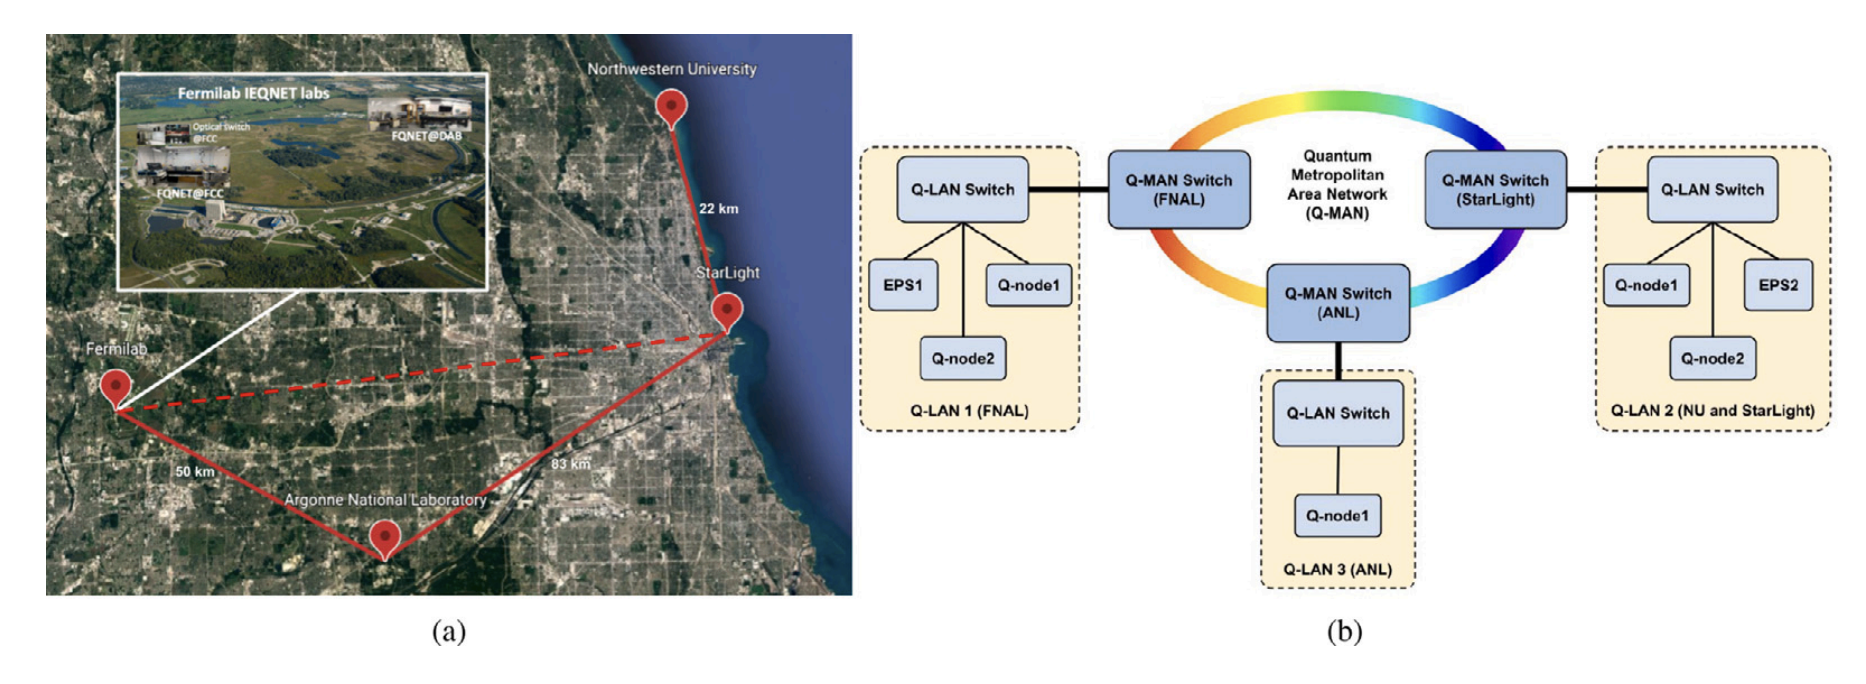 Northwestern University
Fermilab IEQNET labs
Optical switch
@FCC
FQNET@DAB
FQNET@FCC
22 km
StarLight
Fermilab
50 km
83 km
Argonne National Laboratory
(a)
Q-LAN Switch
EPS1
Q-node1
Q-node2
Q-LAN 1 (FNAL)
Q-MAN Switch
(FNAL)
Quantum
Metropolitan
Area Network
(Q-MAN)
Q-MAN Switch
(StarLight)
Q-MAN Switch
(ANL)
Q-LAN Switch
Q-node1
Q-LAN 3 (ANL)
Q-LAN Switch
Q-node1
EPS2
Q-node2
Q-LAN 2 (NU and StarLight)
(b)